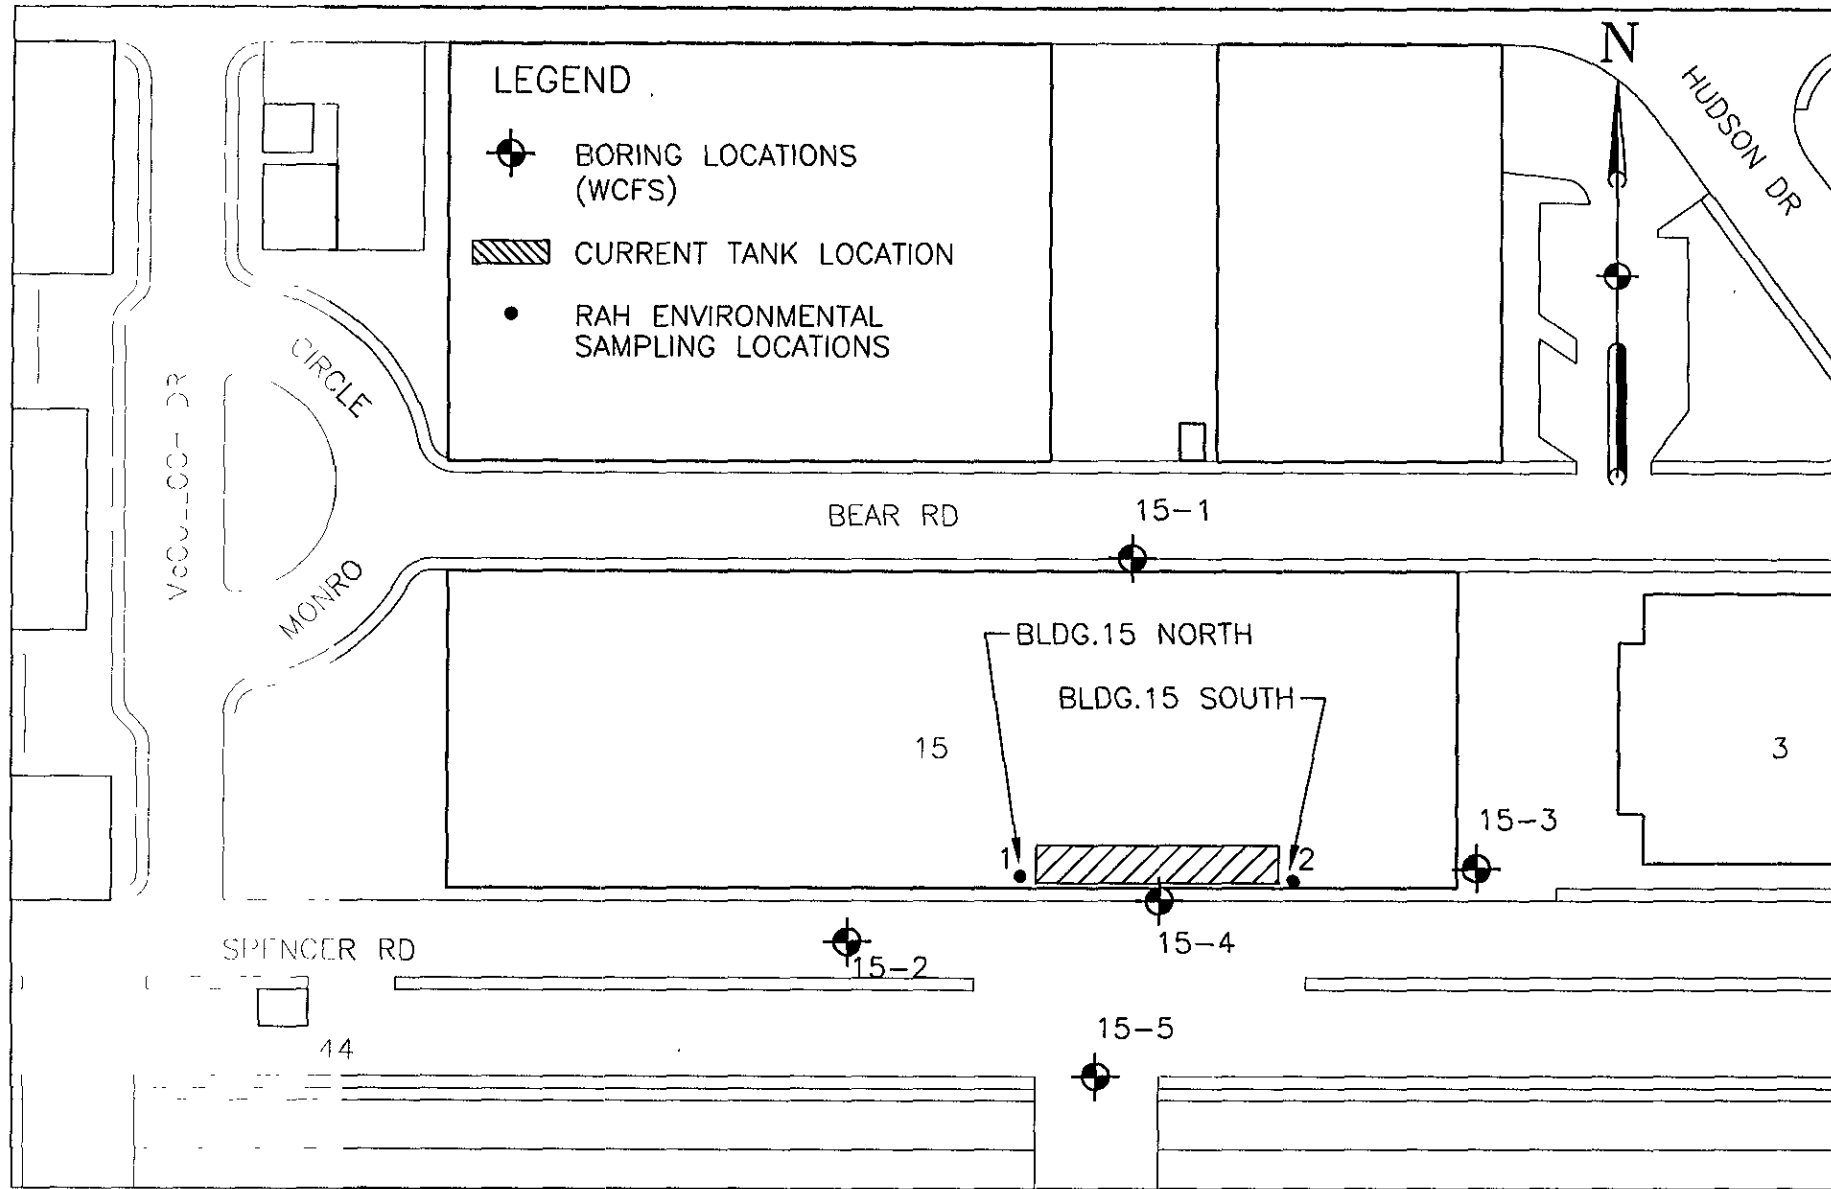 N
HUDSON DR
LEGEND
BORING LOCATIONS
(WCFS)
CURRENT TANK LOCATION
RAH ENVIRONMENTAL
SAMPLING LOCATIONS
CIRCLE
DR
MONRO
BEAR RD
15-1
BLDG.15 NORTH
BLDG.15 SOUTH
15
3
1
2
15-3
15-4
15-2
SPENCER RD
15-5
44